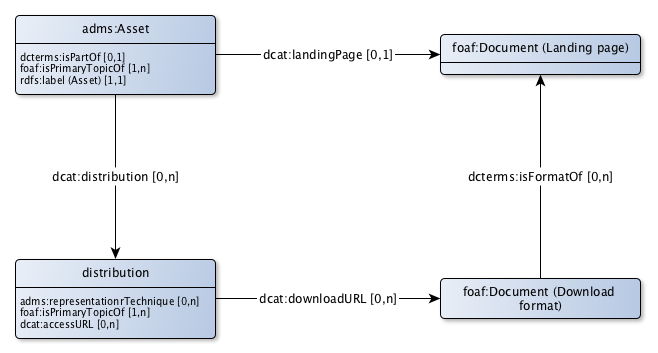 adms:Asset
dcterms:isPartOf [0,1]
foaf:isPrimaryTopicOf [1,n]
rdfs:label (Asset) [1,1]
dcat:landingPage [0,1]
foaf:Document (Landing page)
dcat:distribution [0,n]
dcterms:isFormatOf [0,n]
distribution
adms:representationrTechnique [0,n]
foaf:isPrimaryTopicOf [1,n]
dcat:accessURL [0,n]
dcat:downloadURL [0,n]
foaf:Document (Download
format)